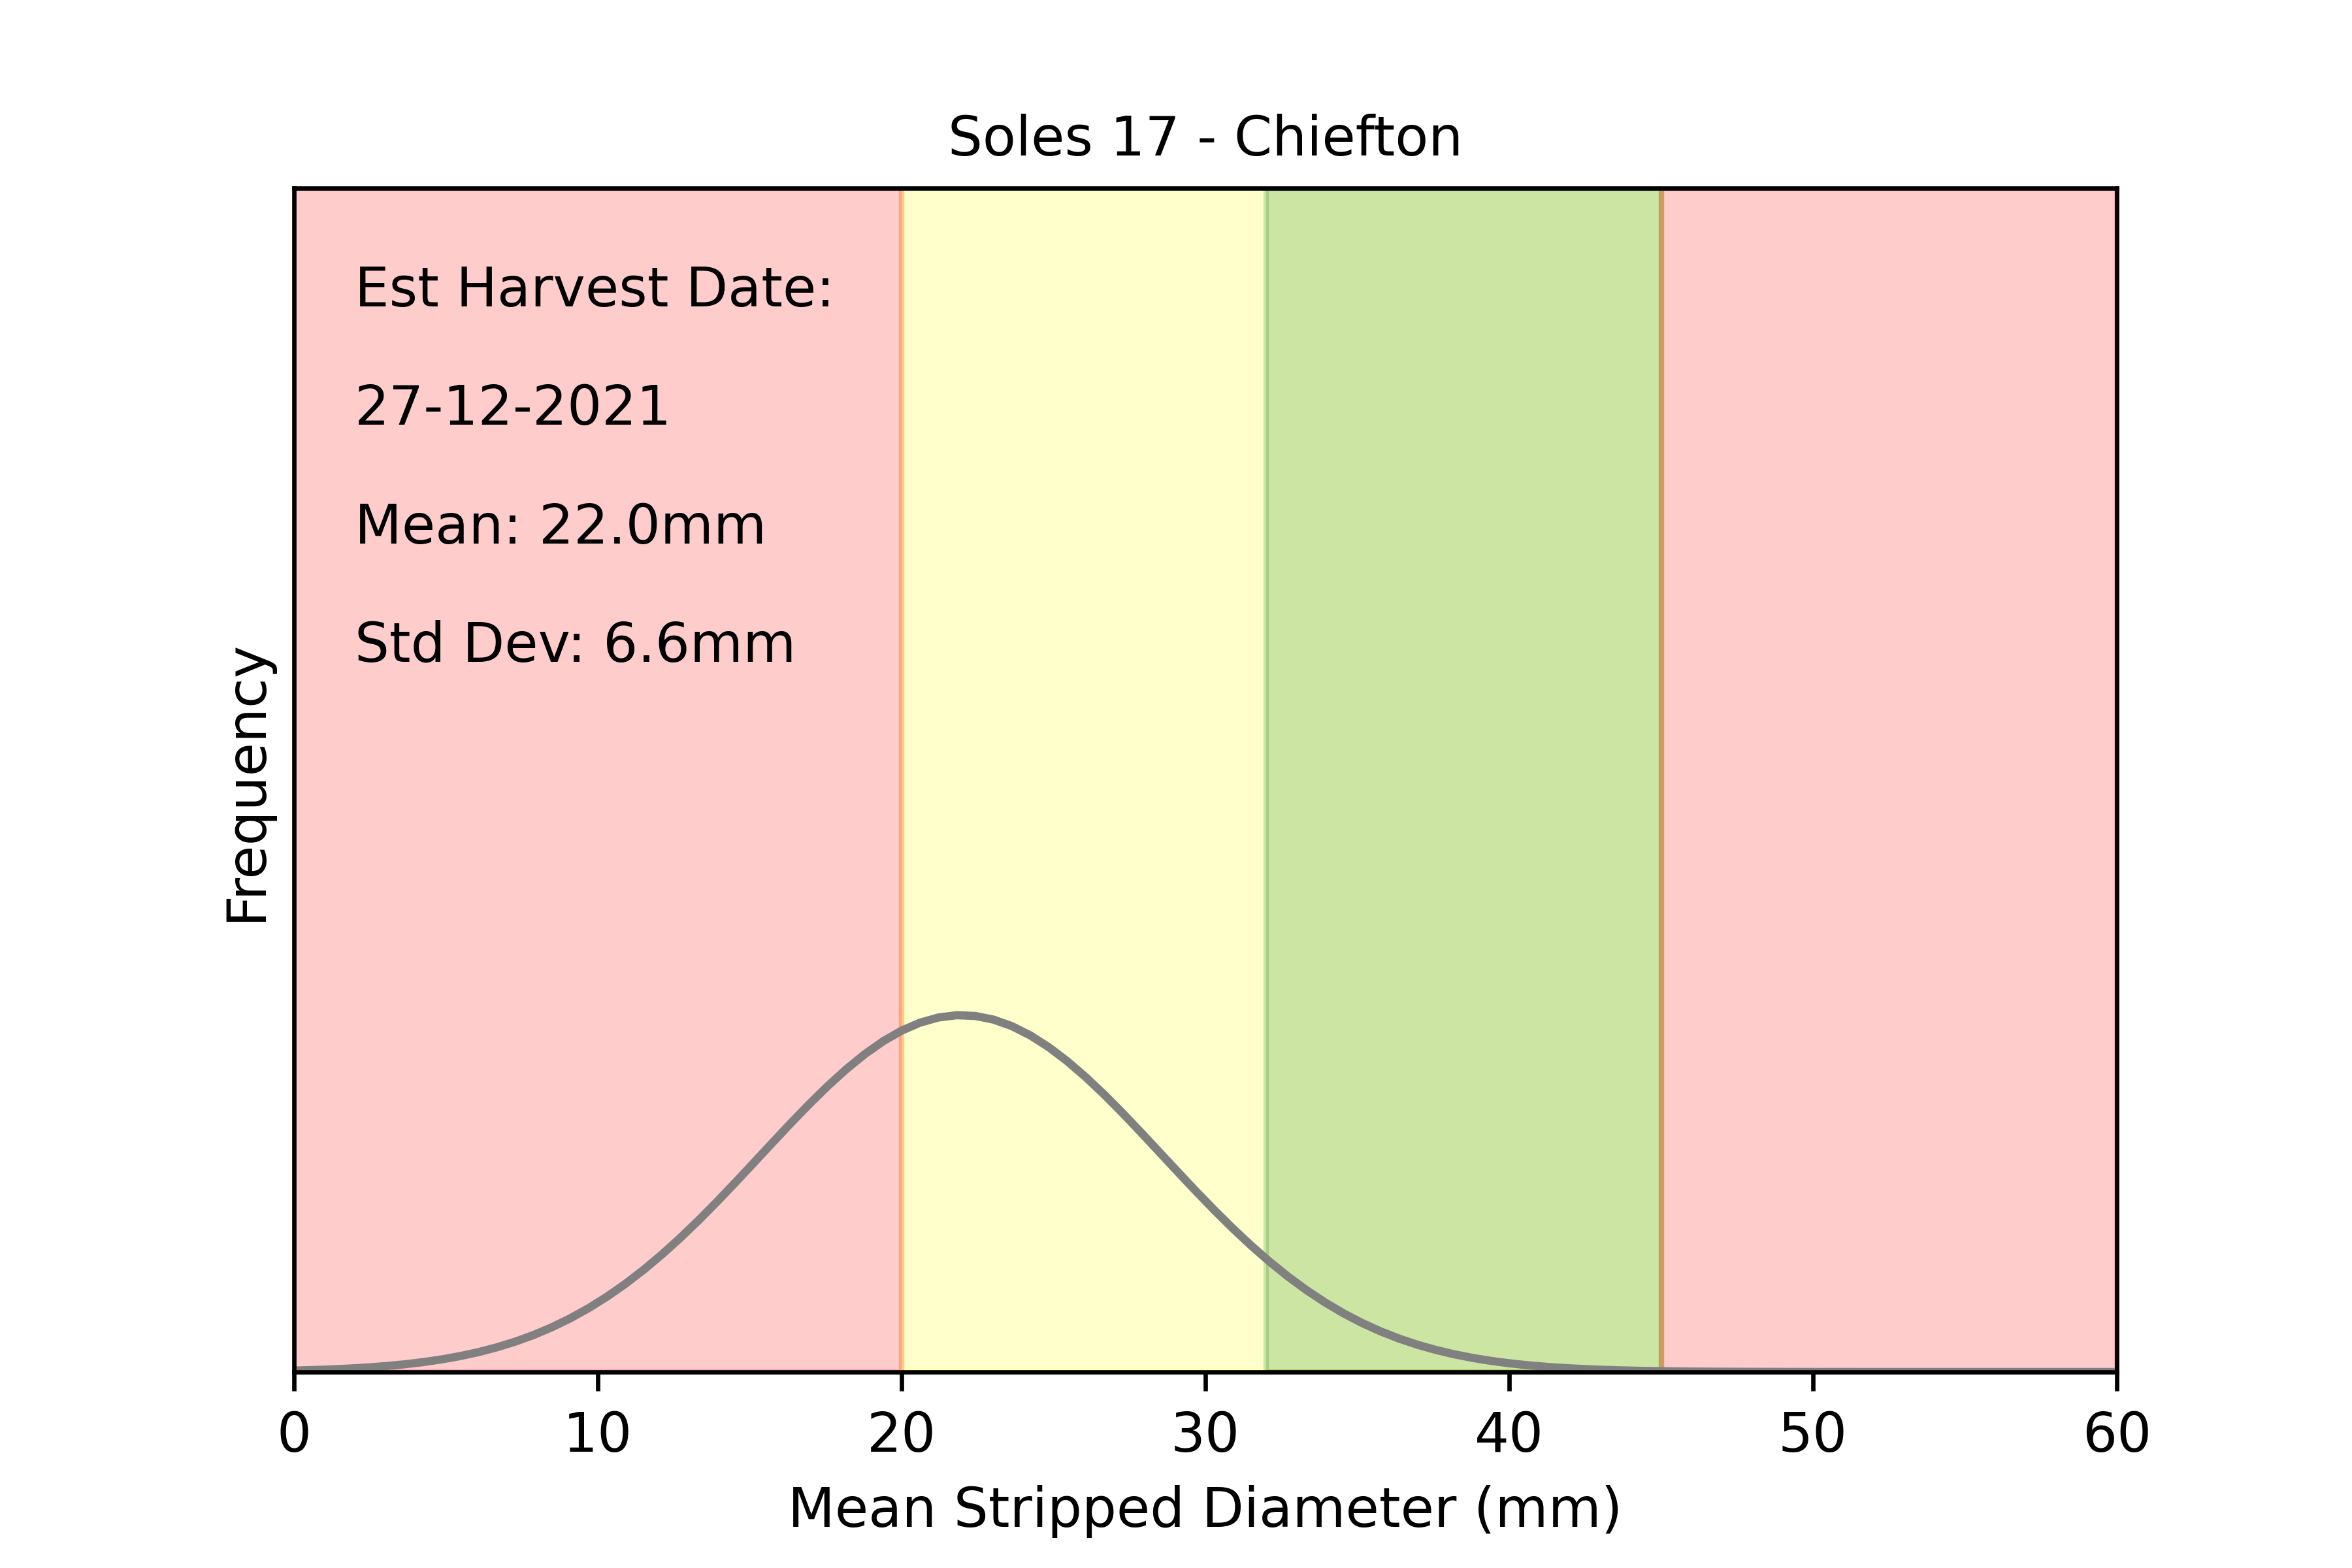 Soles 17 - Chiefton
Est Harvest Date:
27-12-2021
Mean: 22.0mm
Std Dev: 6.6mm
Frequency
0 10 20 30 40 50 60
Mean Stripped Diameter (mm)